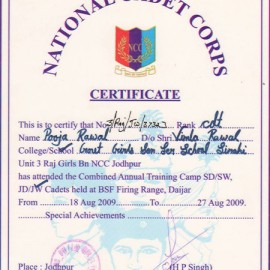 NATIONAL CADET CORPS
NCC
CERTIFICATE
This is certify that No. Rank Cdt
Name Pooja Rawal D/o Shri Rawal
College/School Govt Girls Sen Sec School
Unit 3 Raj Girls Bn NCC Jodhpur
has attended the Combined Annual Training Camp SD/SW,
JD/JW Cadets held at BSF Firing Range, Daijar
From ............ 18 Aug 2009 ............ To ............ 27 Aug 2009.
............ Special Achievements ............
Place : Jodhpur (H P Singh)